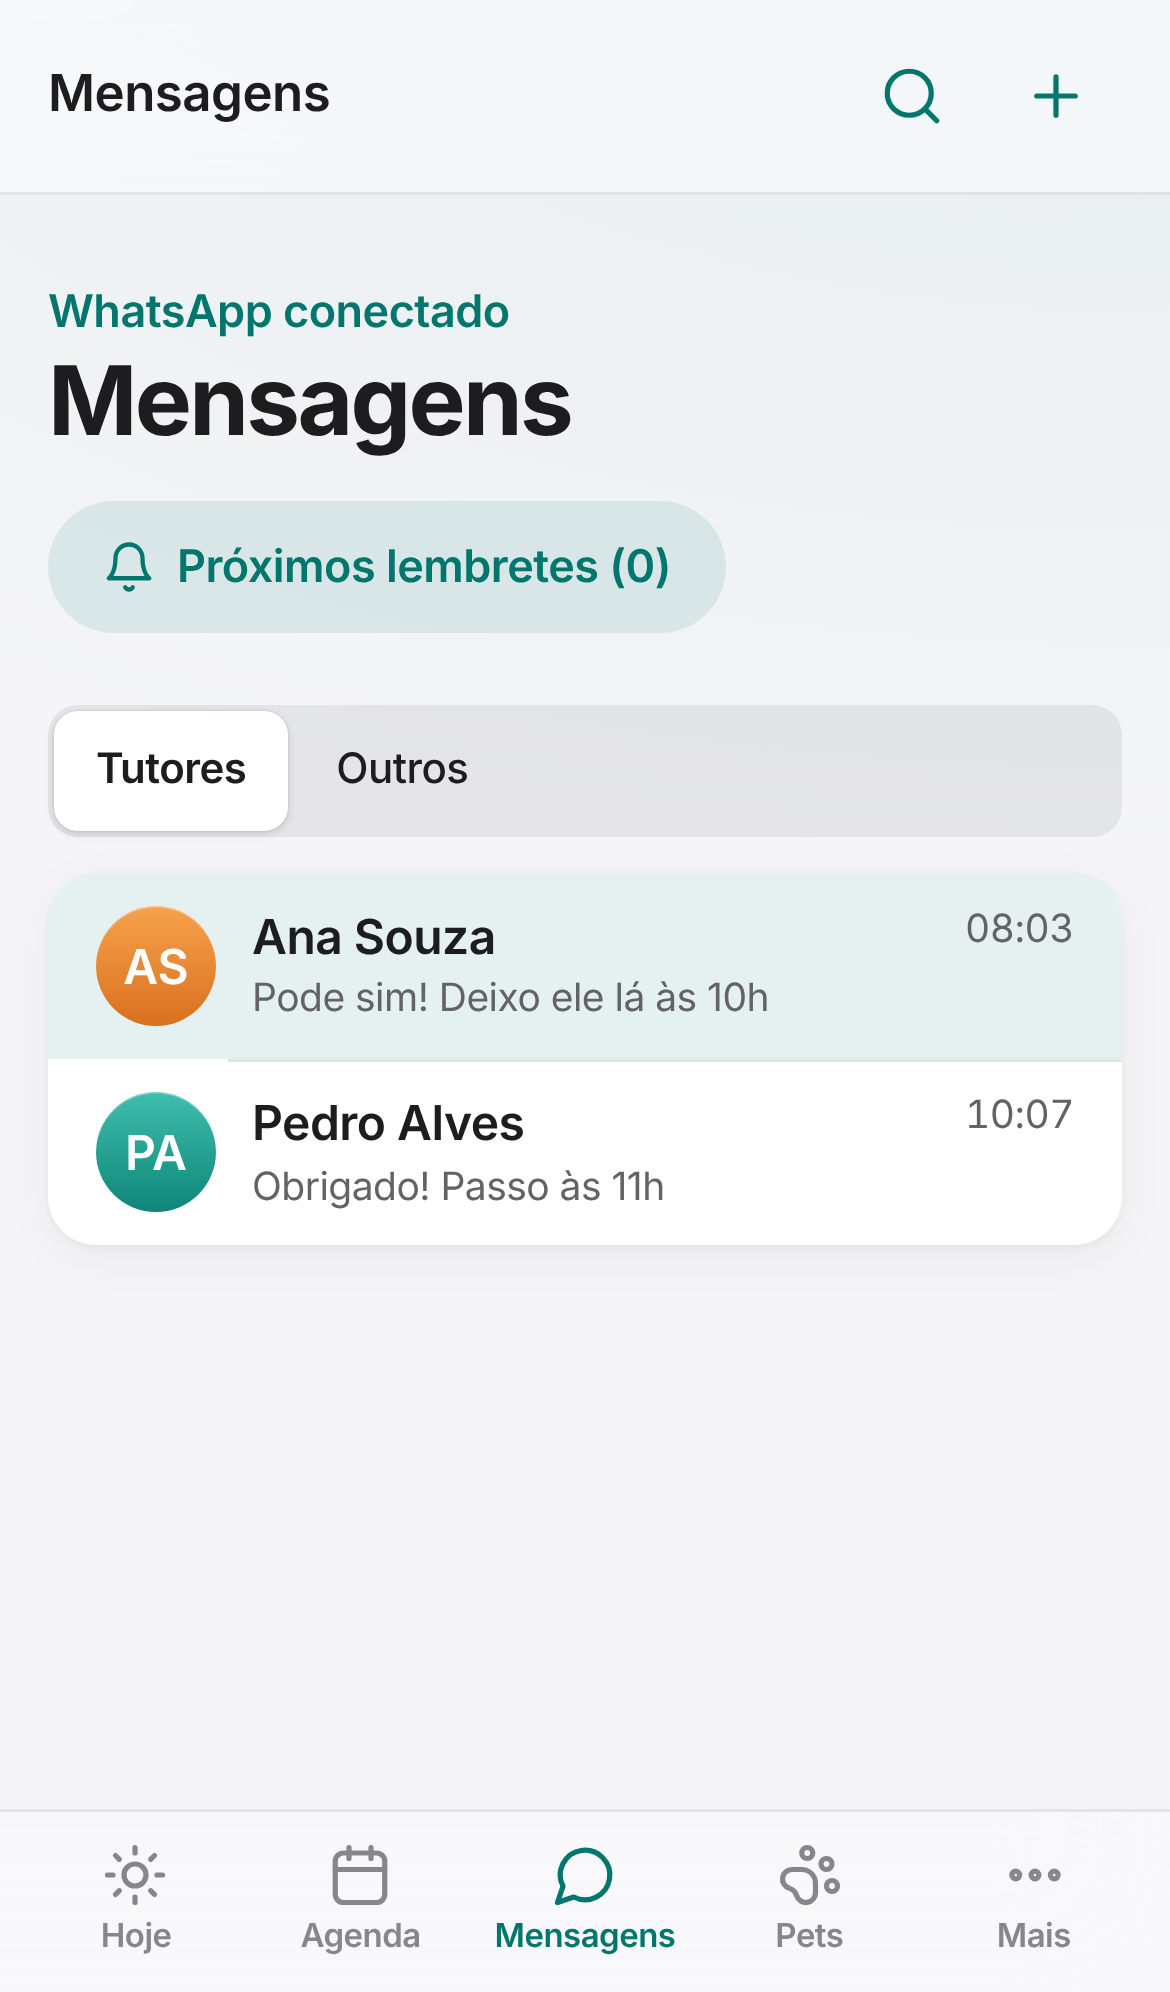 Mensagens
WhatsApp conectado
Mensagens
Próximos lembretes (0)
Tutores
Outros
AS
Ana Souza
08:03
Pode sim! Deixo ele lá às 10h
PA
Pedro Alves
10:07
Obrigado! Passo às 11h
Hoje
Agenda
Mensagens
Pets
Mais